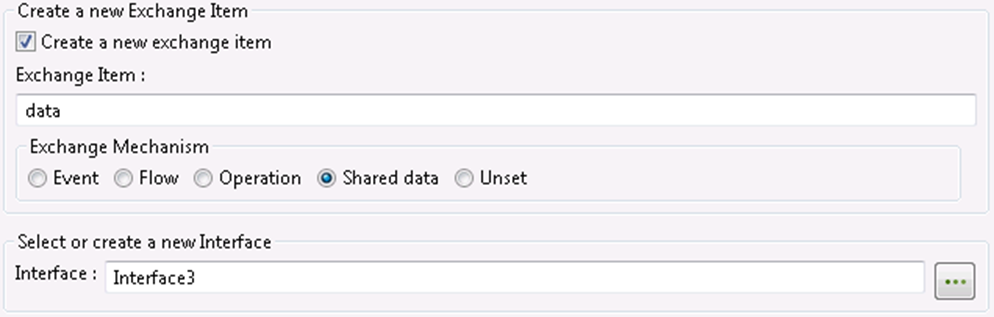 Create a new Exchange Item
Create a new exchange item
Exchange Item :
data
Exchange Mechanism
Event Flow Operation Shared data Unset
Select or create a new Interface
Interface : Interface3